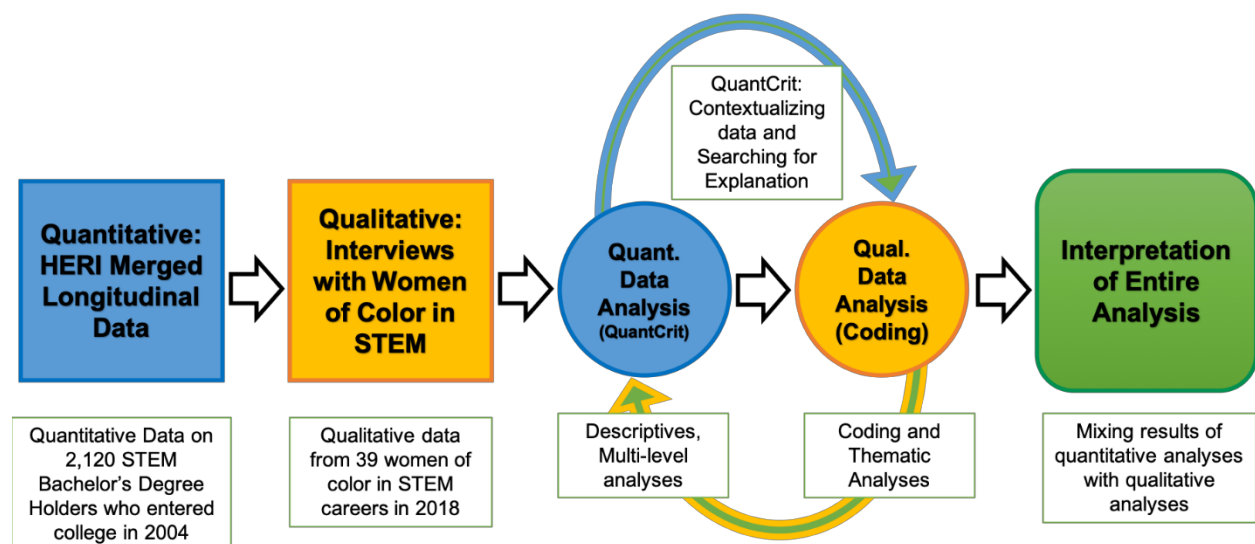 QuantCrit:
Contextualizing
data and
Searching for
Explanation
Quantitative:
HERI Merged
Longitudinal
Data
Qualitative:
Interviews
with Women
of Color in
STEM
Quant.
Data
Analysis
(QuantCrit)
Qual.
Data
Analysis
(Coding)
Interpretation
of Entire
Analysis
Quantitative Data on
2,120 STEM
Bachelor's Degree
Holders who entered
college in 2004
Qualitative data
from 39 women of
color in STEM
careers in 2018
Descriptives,
Multi-level
analyses
Coding and
Thematic
Analyses
Mixing results of
quantitative analyses
with qualitative
analyses